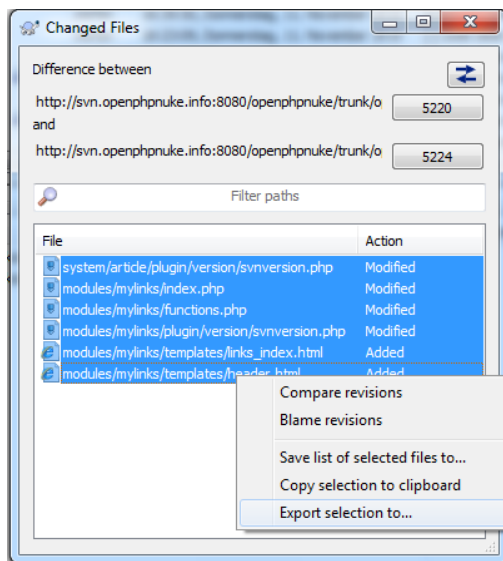 Changed Files
Difference between
http://svn.openphpnuke.info:8080/openphpnuke/trunk/o 5220
and
http://svn.openphpnuke.info:8080/openphpnuke/trunk/o 5224
Filter paths
File Action
system/article/plugin/version/svnversion.php Modified
modules/mylinks/index.php Modified
modules/mylinks/functions.php Modified
modules/mylinks/plugin/version/svnversion.php Modified
modules/mylinks/templates/links_index.html Added
modules/mylinks/templates/header.html Added
Compare revisions
Blame revisions
Save list of selected files to...
Copy selection to clipboard
Export selection to...